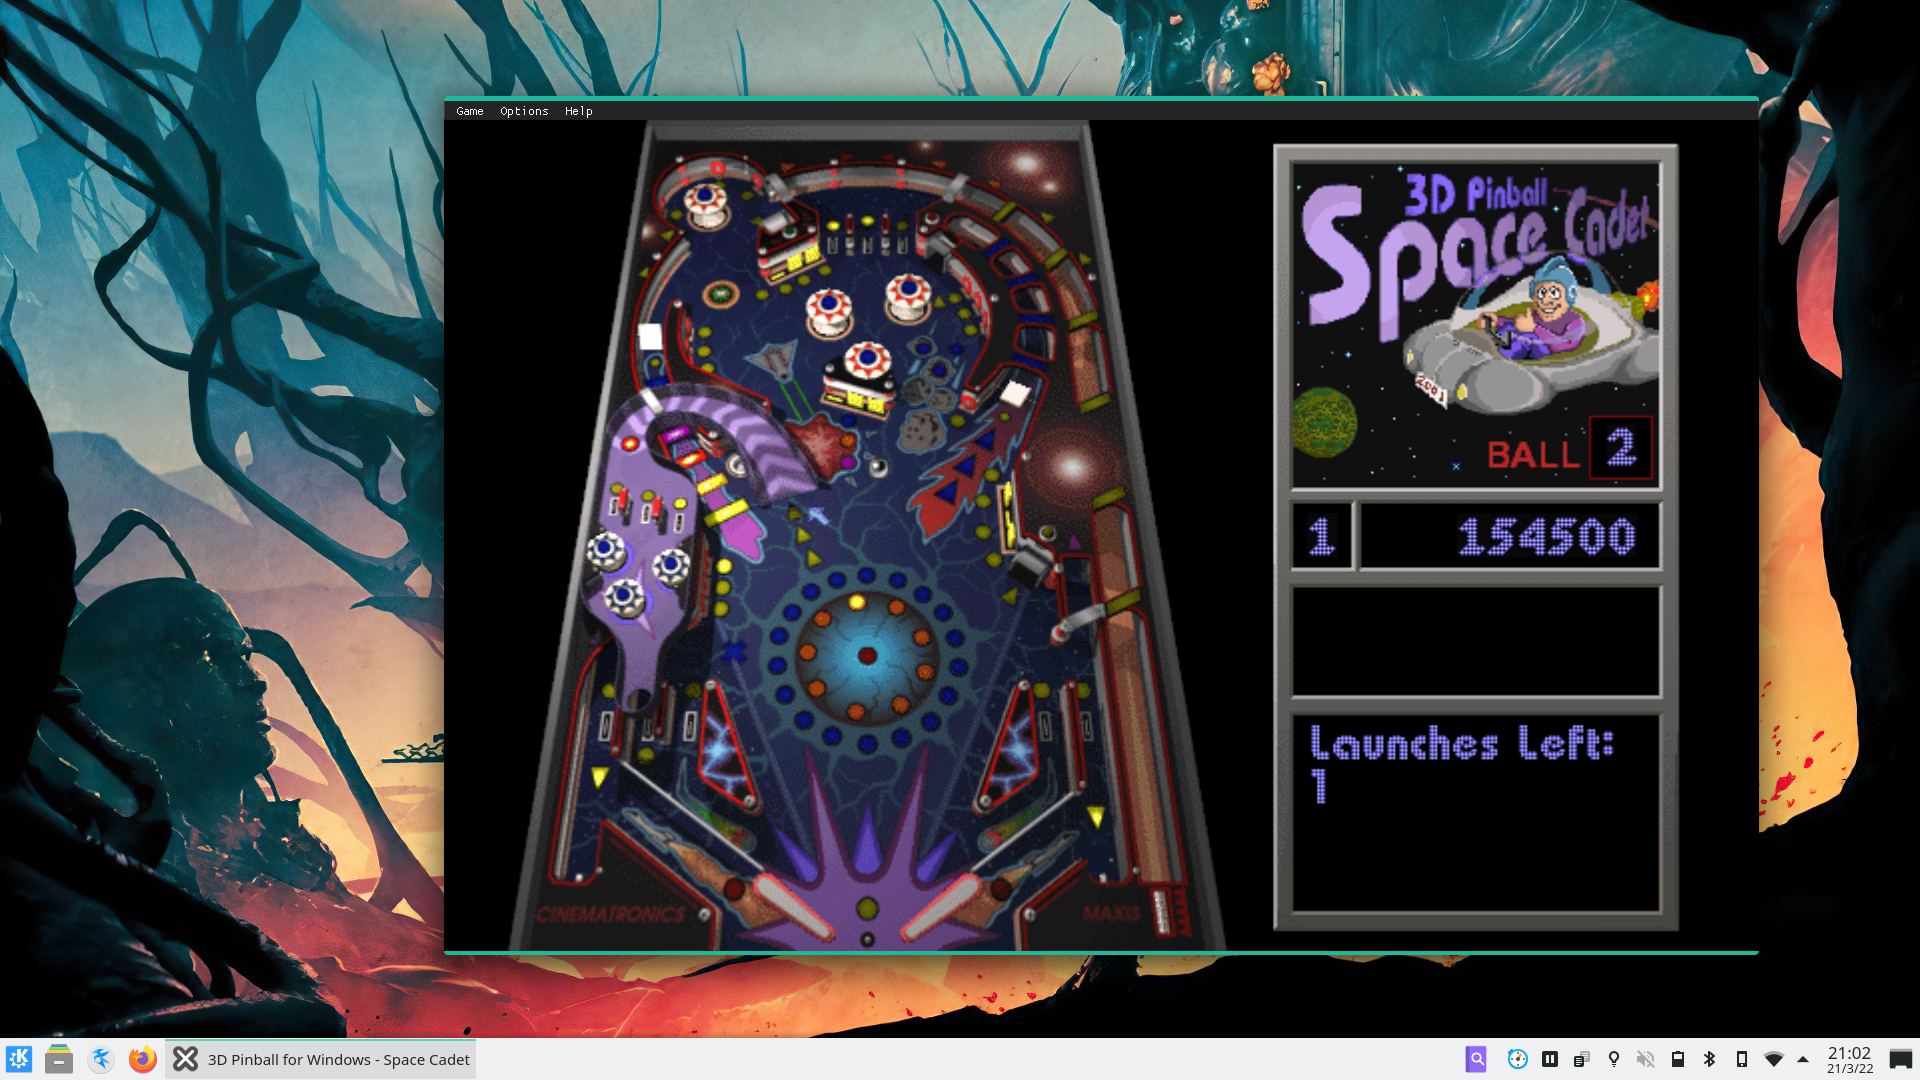 Game Options Help
3D Pinball
Space Cadet
BALL 2
1 154500
Launches Left:
1
CINEMATRONICS
MAXIS
3D Pinball for Windows - Space Cadet
21:02
21/3/22